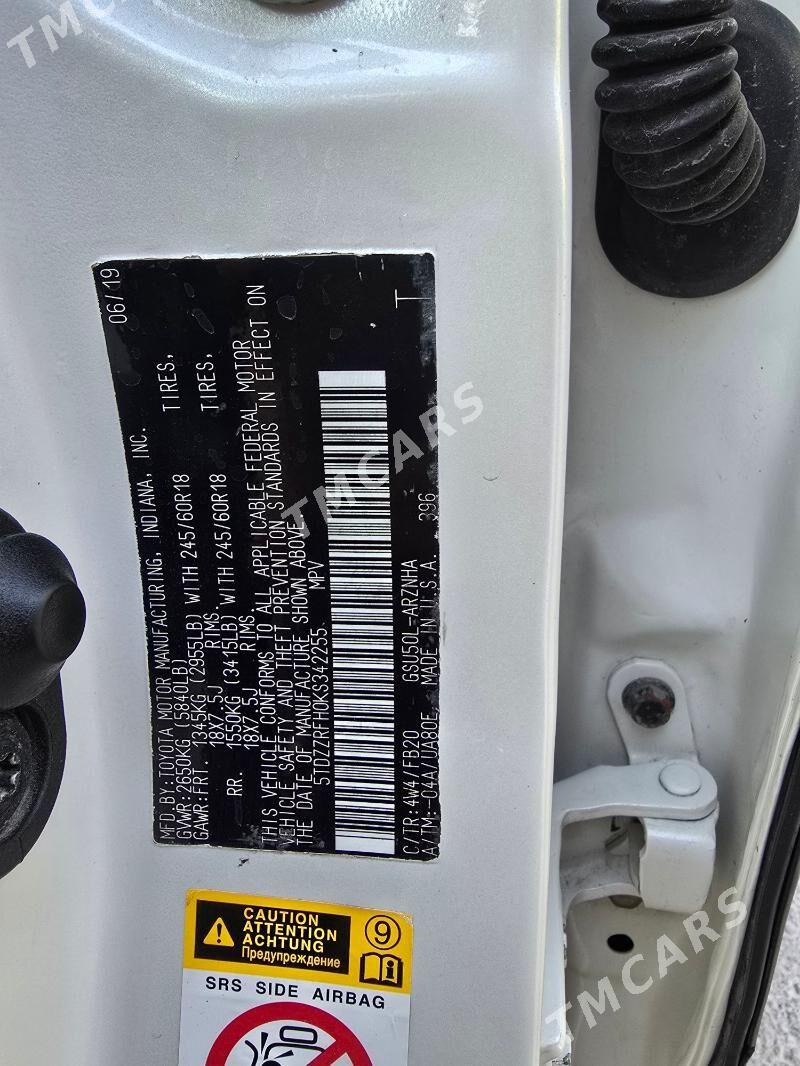 MFD BY:TOYOTA MOTOR MANUFACTURING, INDIANA, INC. 06/19
GVWR:2650KG (5840LB)
GAWR:FRT. 1345KG (2955LB) WITH 245/60R18 TIRES,
18X7.5J RIMS,
RR. 1550KG (3415LB) WITH 245/60R18 TIRES,
18X7.5J RIMS.
THIS VEHICLE CONFORMS TO ALL APPLICABLE FEDERAL MOTOR
VEHICLE SAFETY AND THEFT PREVENTION STANDARDS IN EFFECT ON
THE DATE OF MANUFACTURE SHOWN ABOVE.
5TDZZRFH0KS342255 MPV
C/TR:4W4/FB20 GSU50L-ARZNHA T
A/TM:-04A/UA80E MADE IN U.S.A. 396
CAUTION
ATTENTION
ACHTUNG
Предупреждение
9
SRS SIDE AIRBAG
TMCARS
TMCARS
TMCARS